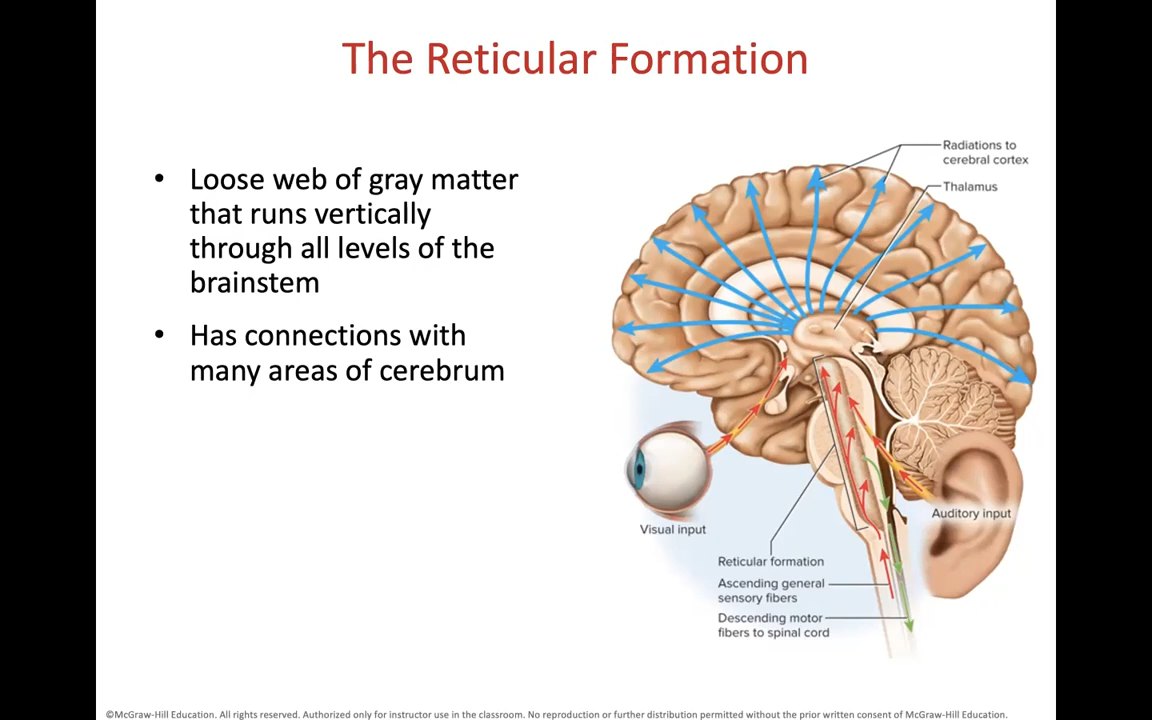 The Reticular Formation
• Loose web of gray matter
that runs vertically
through all levels of the
brainstem
• Has connections with
many areas of cerebrum
Radiations to
cerebral cortex
Thalamus
Visual input
Auditory input
Reticular formation
Ascending general
sensory fibers
Descending motor
fibers to spinal cord
©McGraw-Hill Education. All rights reserved. Authorized only for instructor use in the classroom. No reproduction or further distribution permitted without the prior written consent of McGraw-Hill Education.